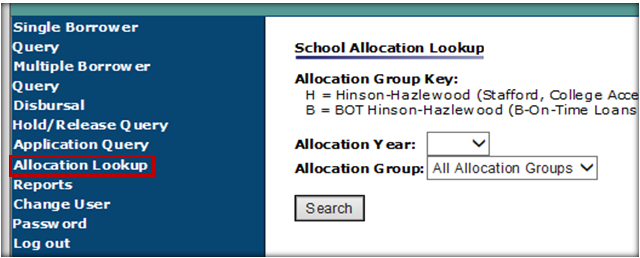 Single Borrower
Query
Multiple Borrower
Query
Disbursal
Hold/Release Query
Application Query
Allocation Lookup
Reports
Change User
Password
Log out
School Allocation Lookup
Allocation Group Key:
H = Hinson-Hazlewood (Stafford, College Acce
B = BOT Hinson-Hazlewood (B-On-Time Loans
Allocation Year:
Allocation Group: All Allocation Groups
Search